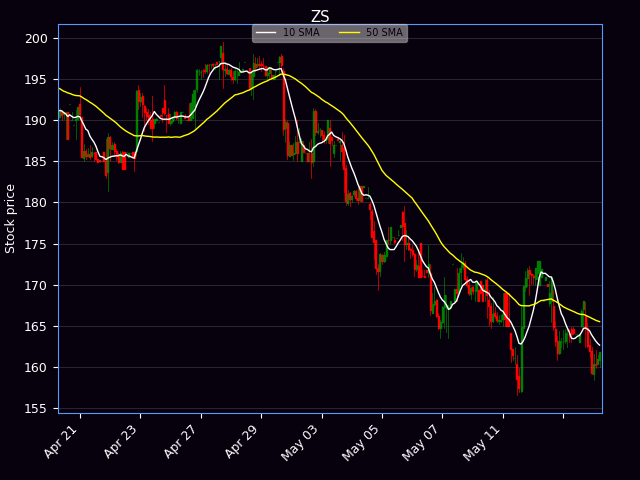 ZS
10 SMA
50 SMA
Stock price
200
195
190
185
180
175
170
165
160
155
Apr 21
Apr 23
Apr 27
Apr 29
May 03
May 05
May 07
May 11